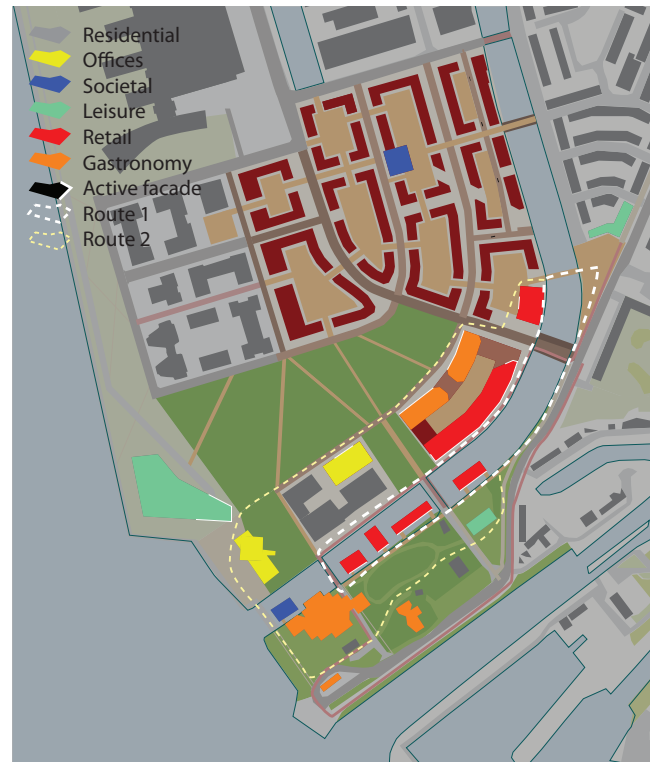 Residential
Offices
Societal
Leisure
Retail
Gastronomy
Active facade
Route 1
Route 2